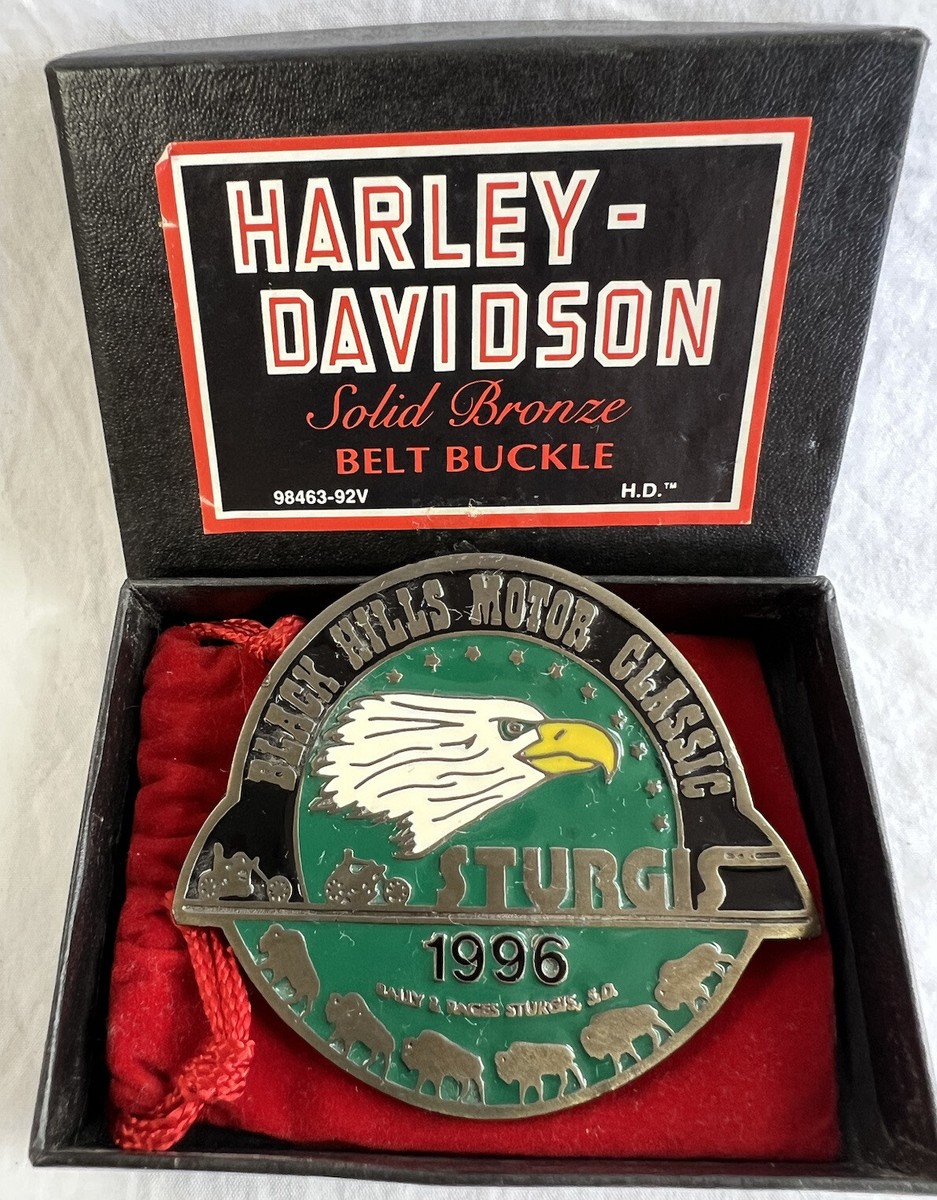 HARLEY-
DAVIDSON
Solid Bronze
BELT BUCKLE
98463-92V H.D.™
BLACK HILLS MOTOR CLASSIC
STURGIS
1996
RALLY & RACES STURGIS, S.D.